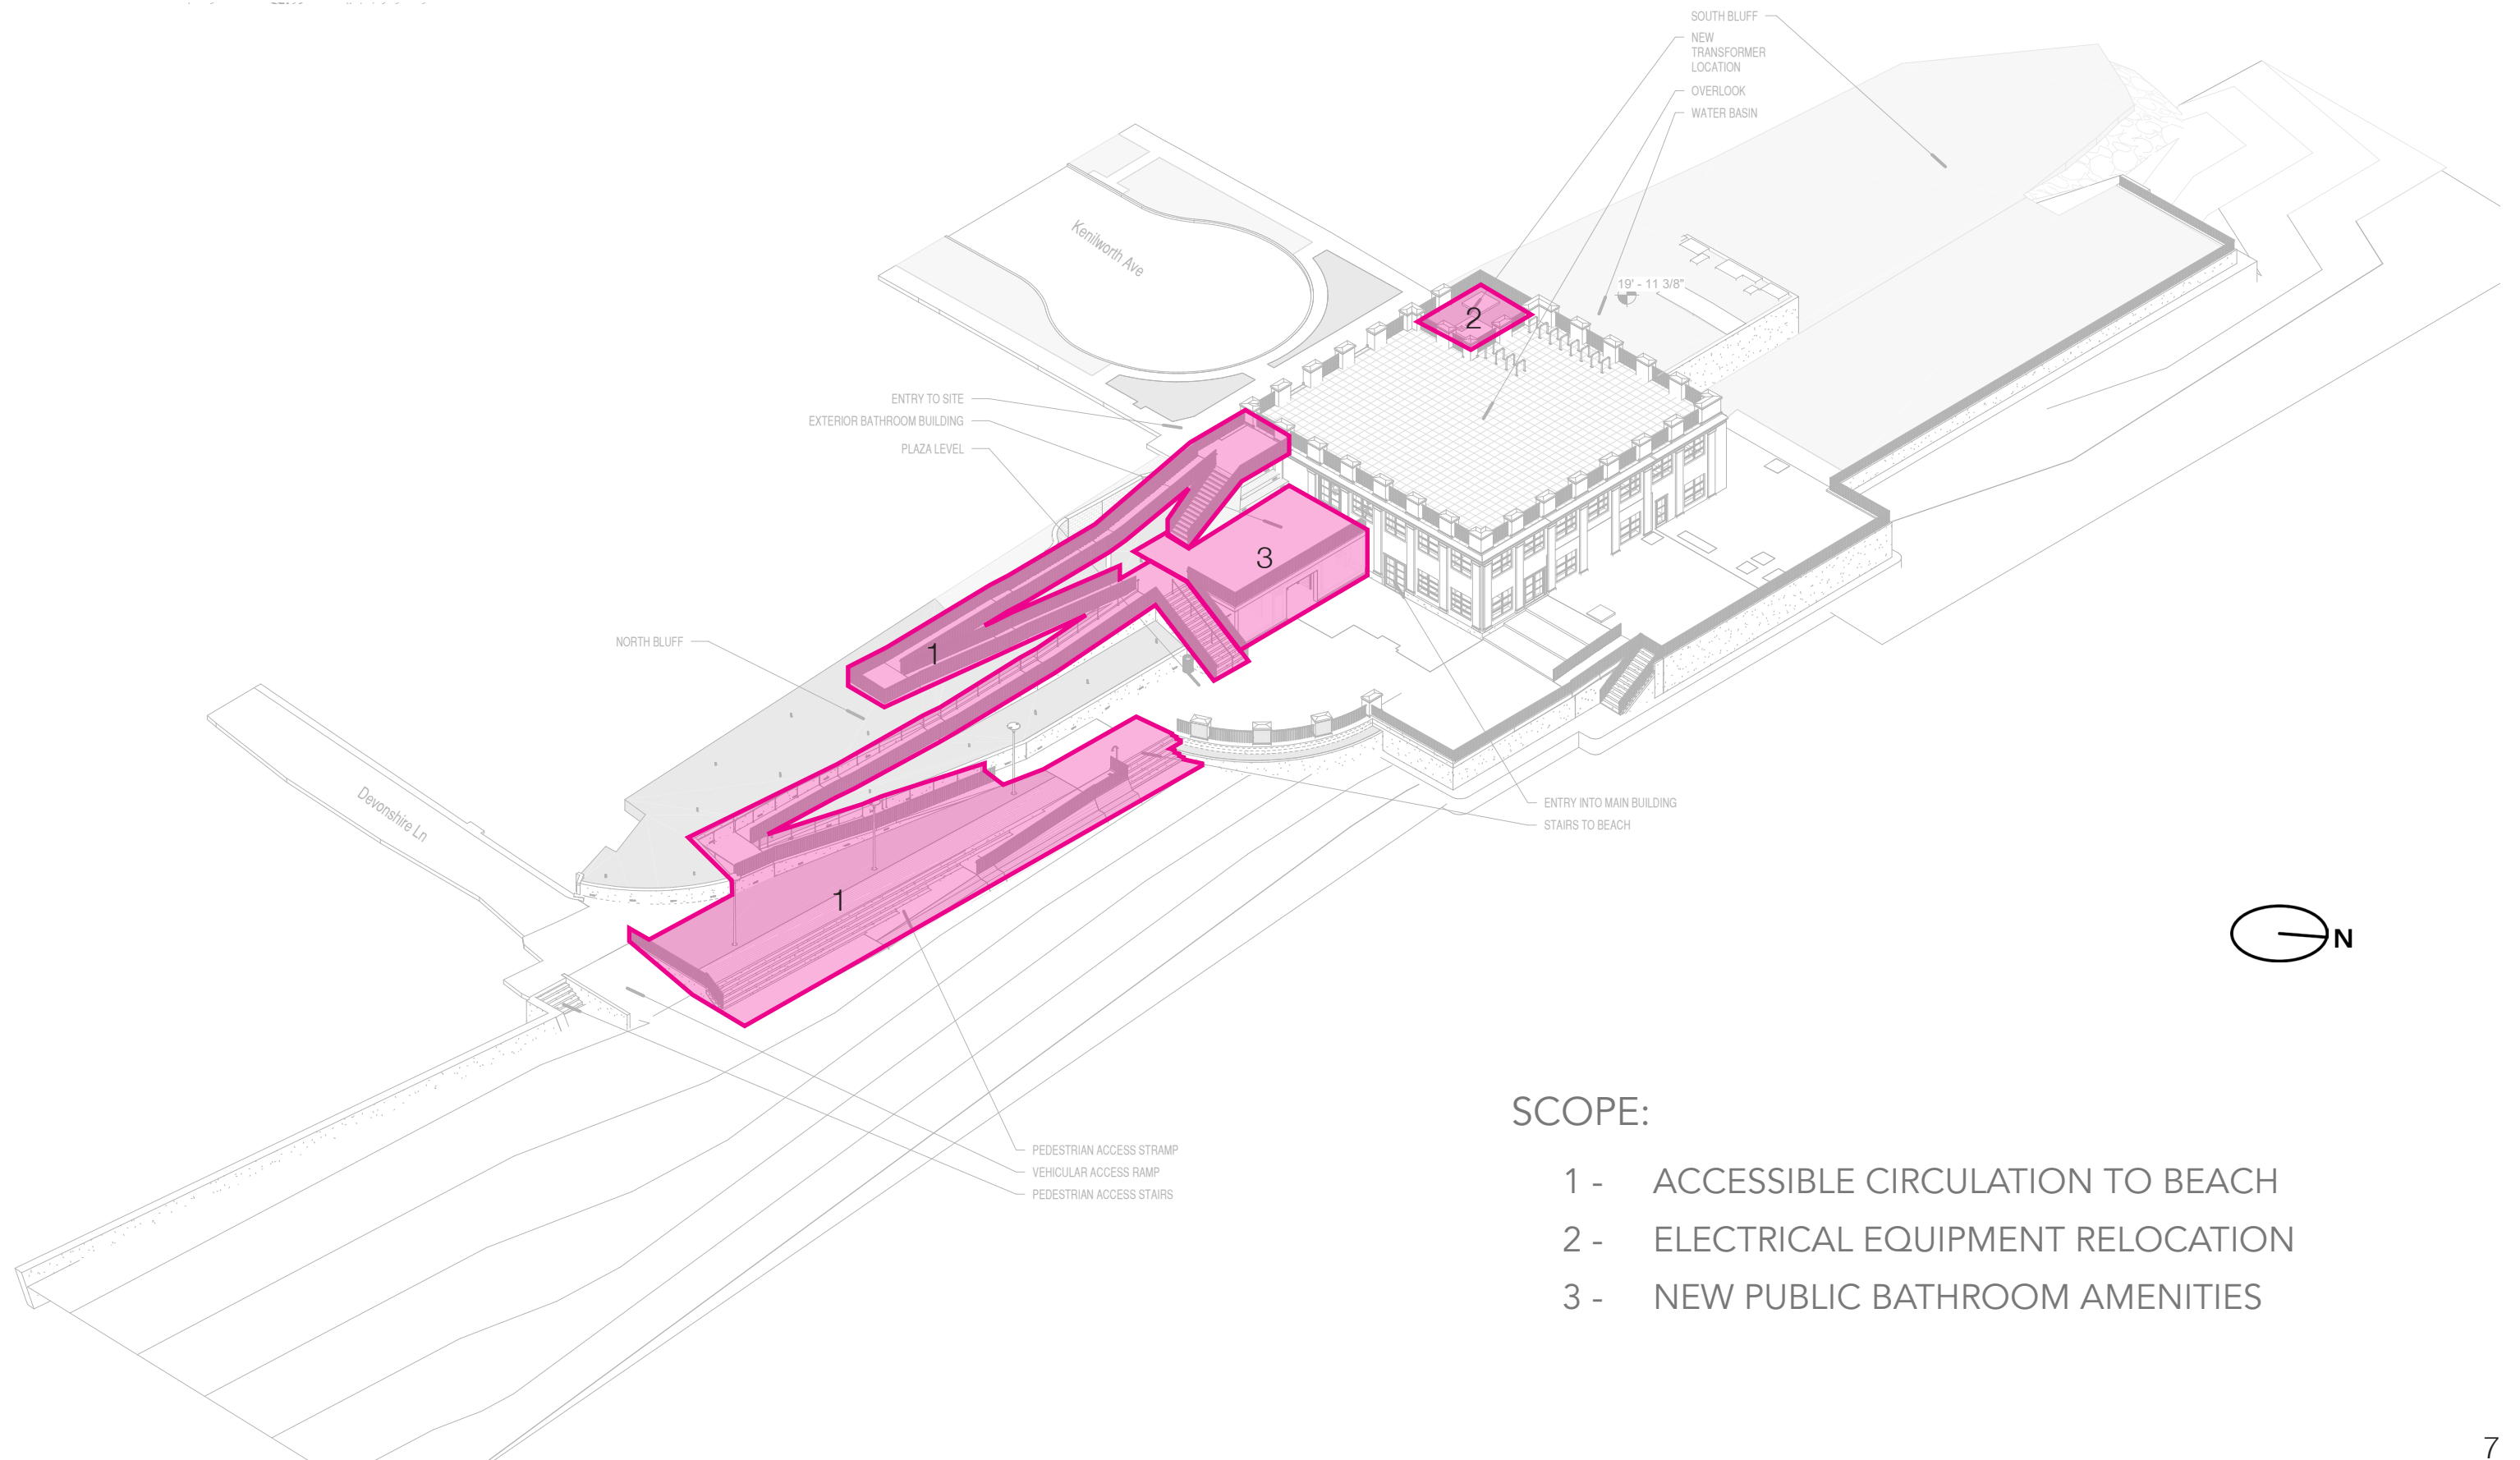 SOUTH BLUFF
NEW
TRANSFORMER
LOCATION
OVERLOOK
WATER BASIN
Kenilworth Ave
19' - 11 3/8"
2
ENTRY TO SITE
EXTERIOR BATHROOM BUILDING
PLAZA LEVEL
3
NORTH BLUFF
1
Devonshire Ln
ENTRY INTO MAIN BUILDING
STAIRS TO BEACH
1
N
PEDESTRIAN ACCESS STRAMP
VEHICULAR ACCESS RAMP
PEDESTRIAN ACCESS STAIRS
SCOPE:
1 - ACCESSIBLE CIRCULATION TO BEACH
2 - ELECTRICAL EQUIPMENT RELOCATION
3 - NEW PUBLIC BATHROOM AMENITIES
7